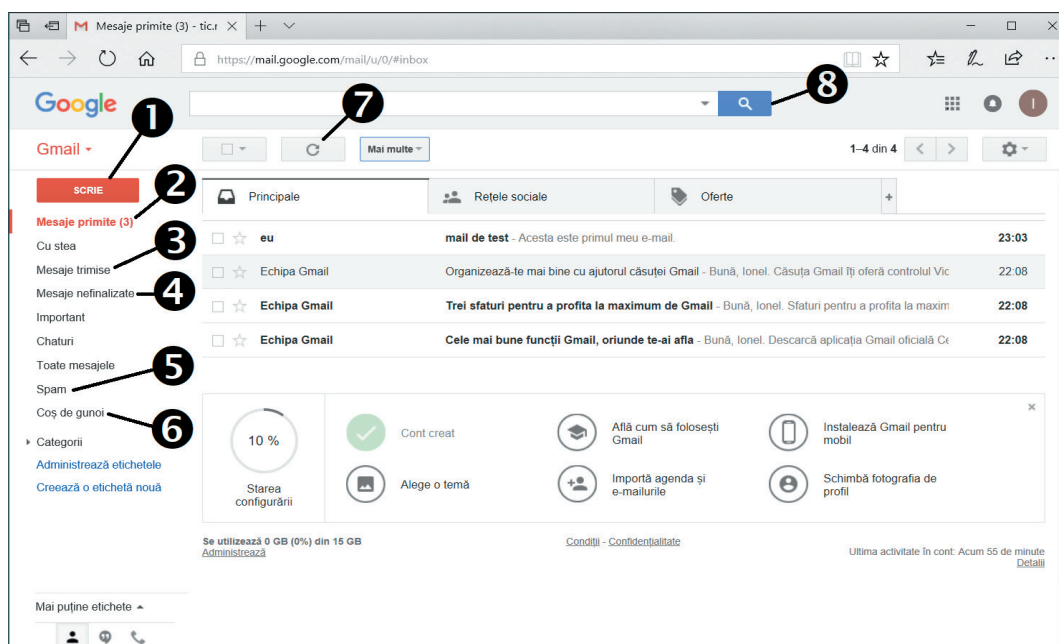 Mesaje primite (3) - tic.r
https://mail.google.com/mail/u/0/#inbox
8
7
Google
I
1
Gmail
Mai multe
1–4 din 4
SCRIE
2
Principale
Rețele sociale
Oferte
+
Mesaje primite (3)
3
eu
mail de test - Acesta este primul meu e-mail.
23:03
Cu stea
Mesaje trimise
Echipa Gmail
Organizează-te mai bine cu ajutorul căsuței Gmail - Bună, Ionel. Căsuța Gmail îți oferă controlul Vic
22:08
Mesaje nefinalizate
4
Echipa Gmail
Trei sfaturi pentru a profita la maximum de Gmail - Bună, Ionel. Sfaturi pentru a profita la maxim
22:08
Important
Chaturi
Echipa Gmail
Cele mai bune funcții Gmail, oriunde te-ai afla - Bună, Ionel. Descarcă aplicația Gmail oficială Ce
22:08
Toate mesajele
5
Spam
Coș de gunoi
6
Categorii
Administrează etichetele
Creează o etichetă nouă
10 %
Starea
configurării
Cont creat
Află cum să folosești
Gmail
Instalează Gmail pentru
mobil
Alege o temă
Importă agenda și
e-mailurile
Schimbă fotografia de
profil
Se utilizează 0 GB (0%) din 15 GB
Administrează
Condiții - Confidențialitate
Ultima activitate în cont: Acum 55 de minute
Detalii
Mai puține etichete